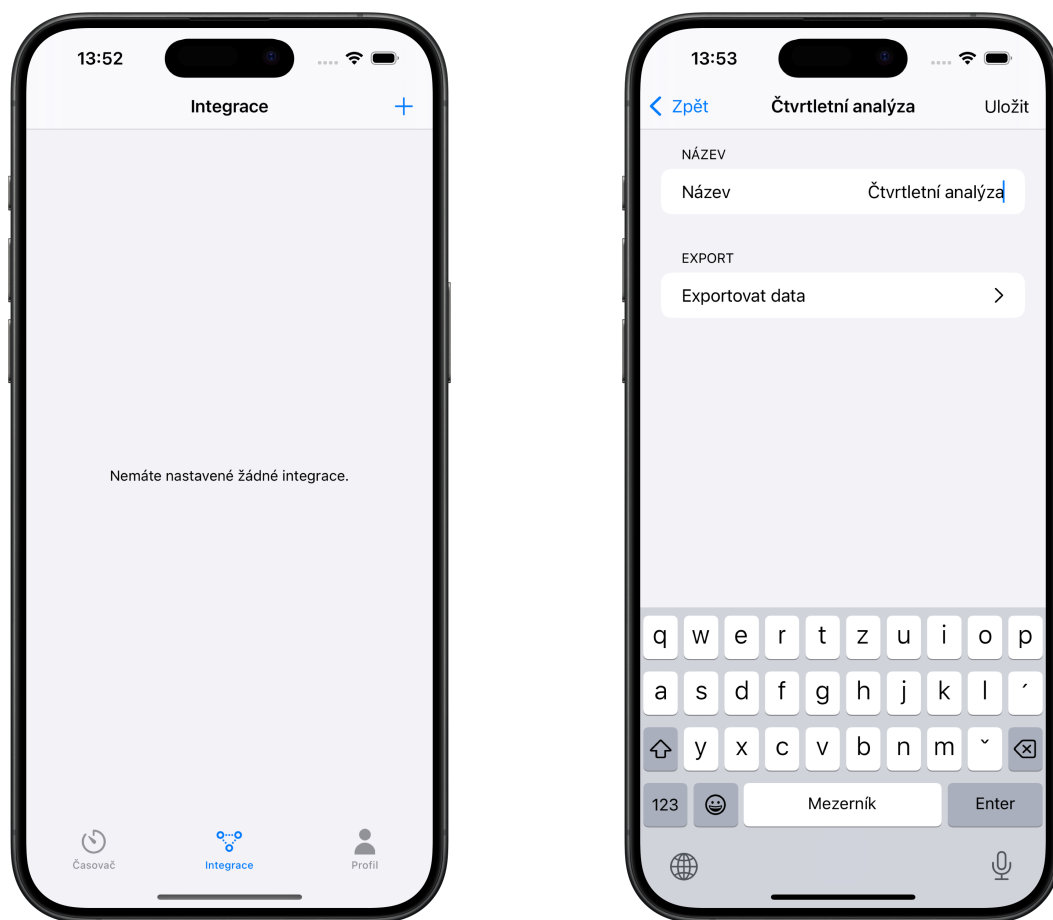 13:52
Integrace
Nemáte nastavené žádné integrace.
Časovač
Integrace
Profil
13:53
Zpět
Čtvrtletní analýza
Uložit
NÁZEV
Název
Čtvrtletní analýza
EXPORT
Exportovat data
q w e r t z u i o p
a s d f g h j k l ´
y x c v b n m ˇ
123
Mezerník
Enter